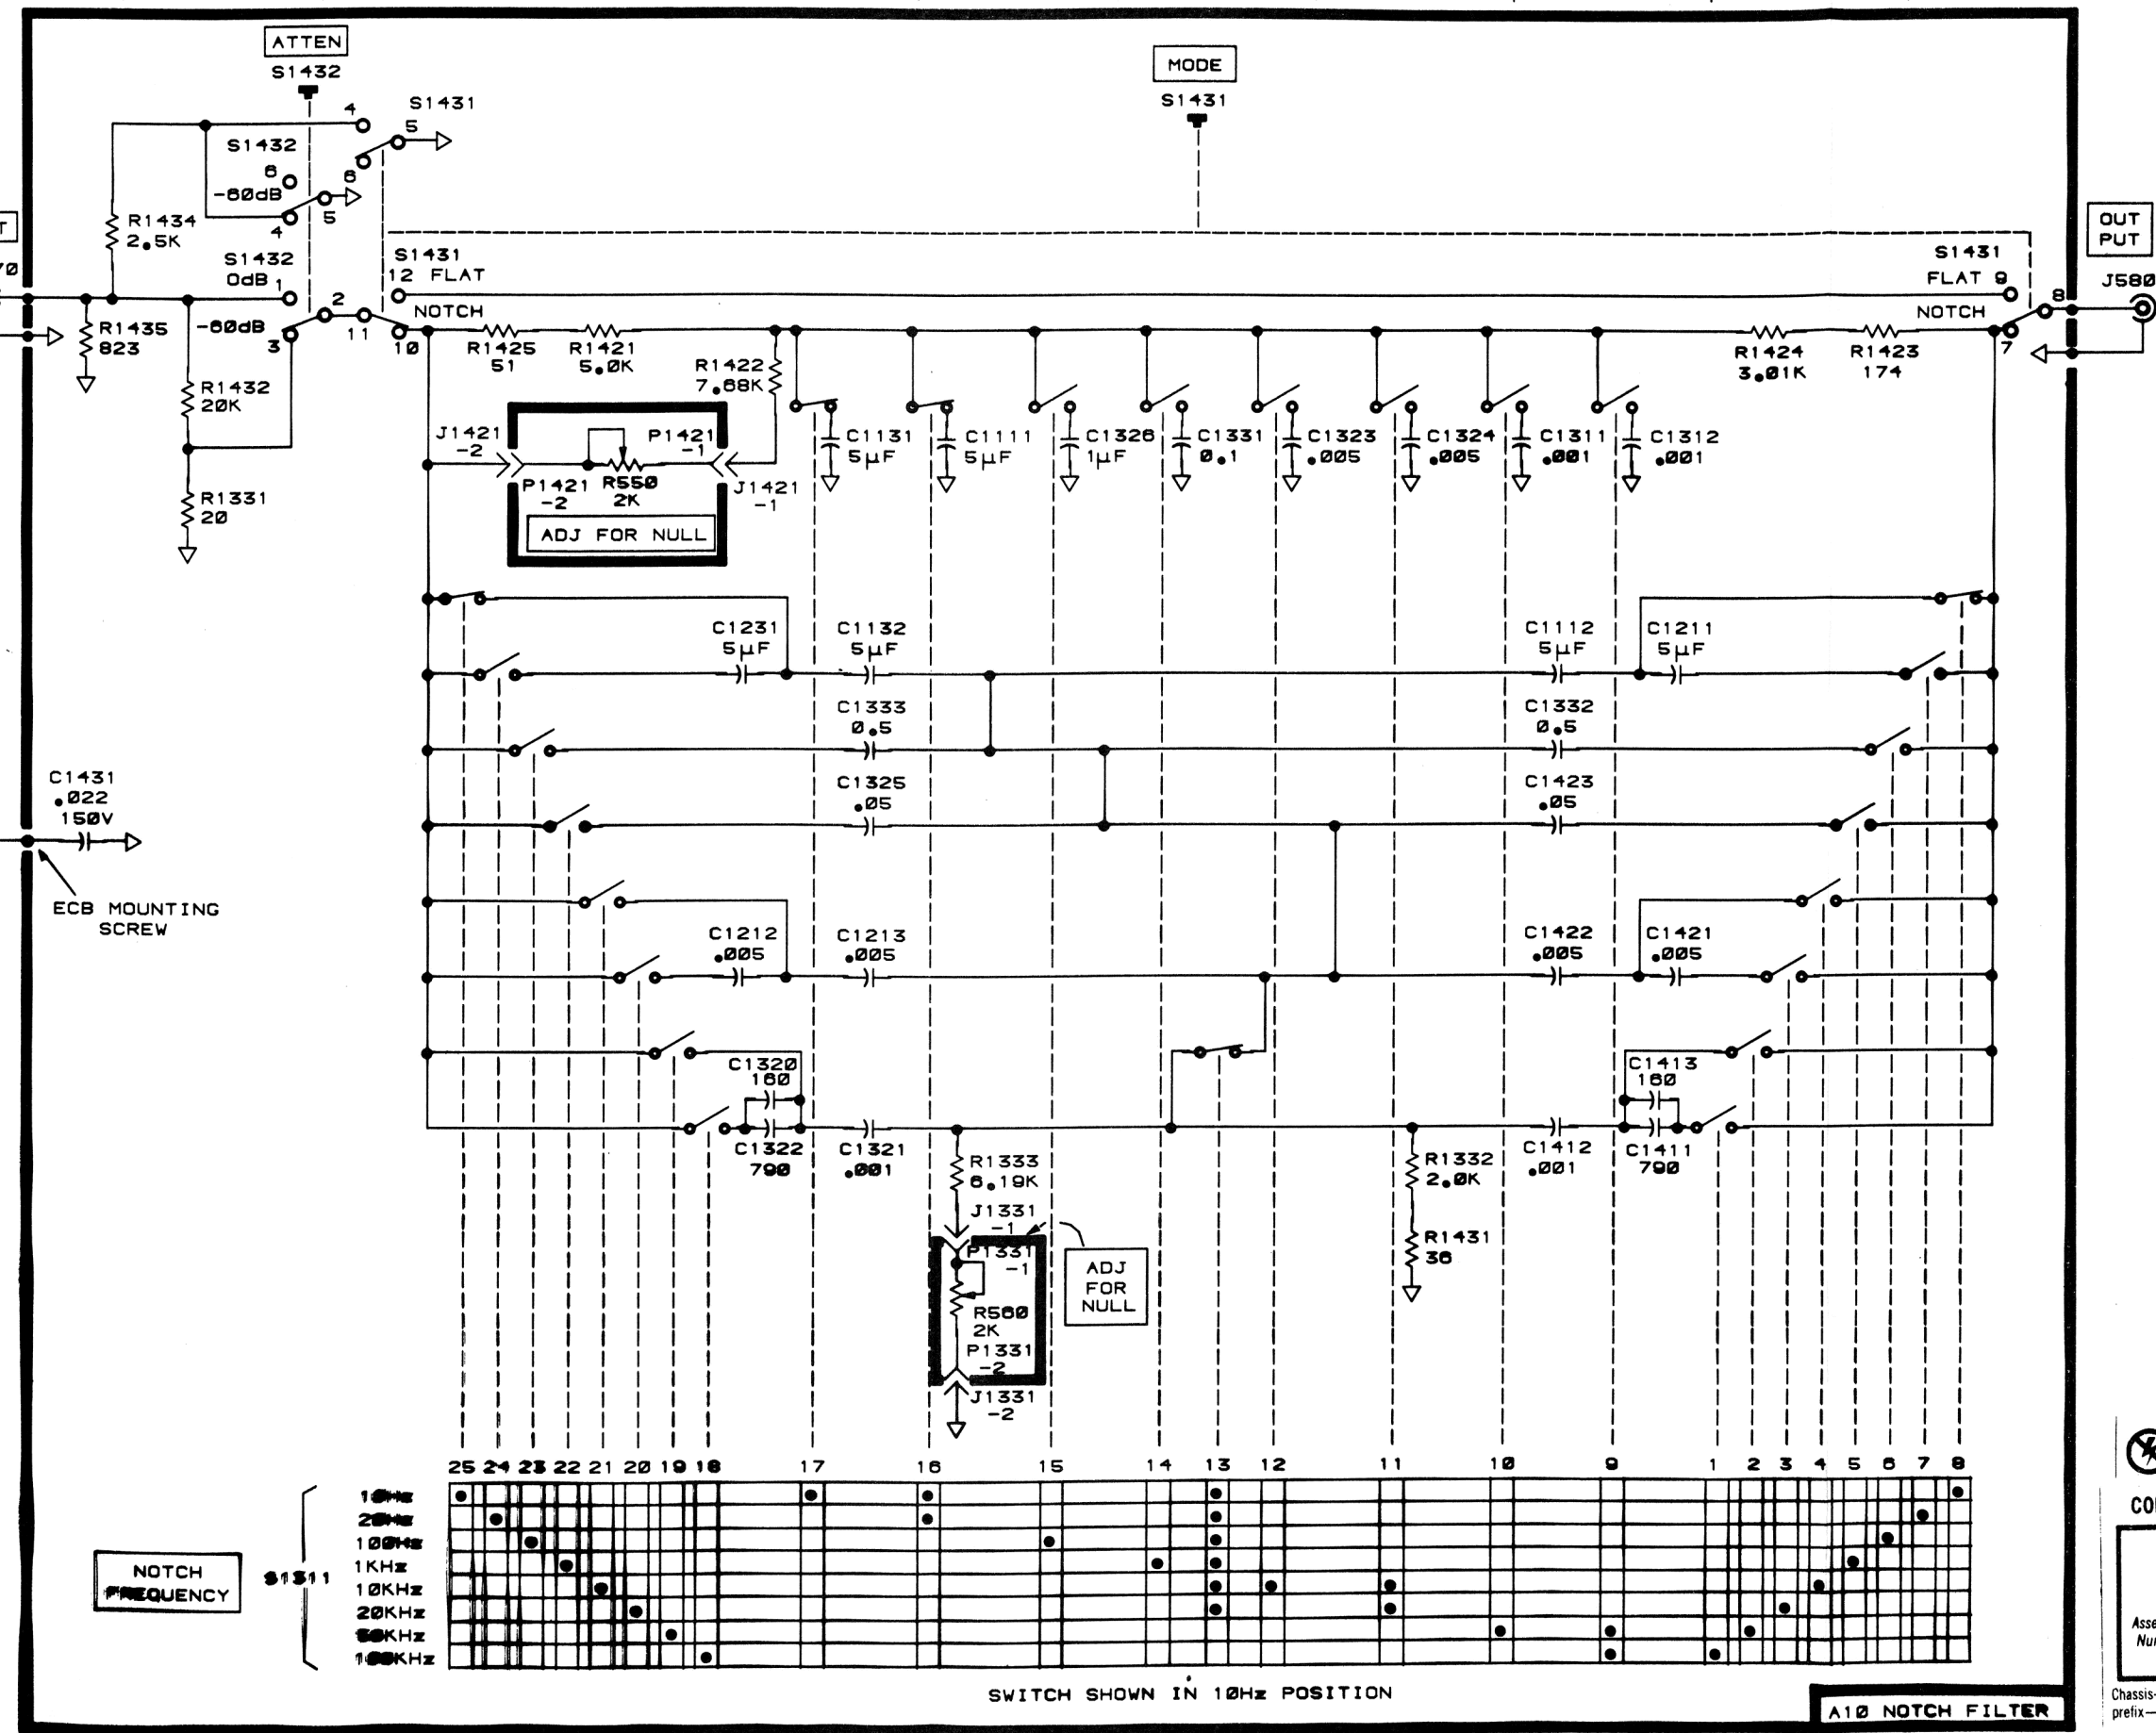 ATTEN
S1432
MODE
S1431
4
S1431
5
S1432
6
-60dB
6
5
4
R1434
2.5K
S1432
0dB
1
S1431
12 FLAT
S1431
FLAT 9
OUT
PUT
J580
T
70
2
NOTCH
NOTCH
8
R1435
823
-60dB
3
11
10
7
R1425
51
R1421
5.0K
R1422
7.68K
R1424
3.01K
R1423
174
R1432
20K
J1421
-2
P1421
-1
C1131
5µF
C1111
5µF
C1326
1µF
C1331
0.1
C1323
.005
C1324
.005
C1311
.001
C1312
.001
R1331
20
P1421
-2
R550
2K
J1421
-1
ADJ FOR NULL
C1231
5µF
C1132
5µF
C1112
5µF
C1211
5µF
C1333
0.5
C1332
0.5
C1431
.022
150V
C1325
.05
C1423
.05
ECB MOUNTING
SCREW
C1212
.005
C1213
.005
C1422
.005
C1421
.005
C1320
160
C1413
160
C1322
790
C1321
.001
R1333
6.19K
R1332
2.0K
C1412
.001
C1411
790
J1331
-1
P1331
-1
R1431
36
ADJ
FOR
NULL
R560
2K
P1331
-2
J1331
-2
25 24 23 22 21 20 19 18 17 16 15 14 13 12 11 10 9 1 2 3 4 5 6 7 8
10Hz
20Hz
100Hz
1KHz
10KHz
20KHz
KHz
100KHz
NOTCH
FREQUENCY
S1311
SWITCH SHOWN IN 10Hz POSITION
A10 NOTCH FILTER
CO
Asse
Nu
Chassis-
prefix—